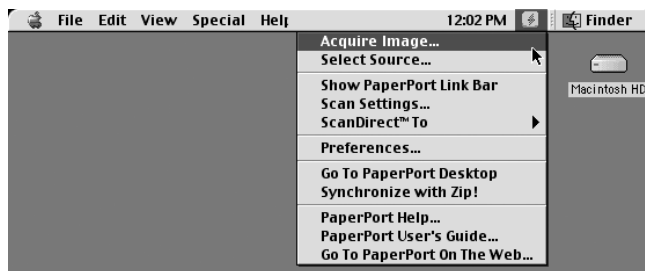 File Edit View Special Help 12:02 PM Finder
Acquire Image...
Select Source...
Macintosh HD
Show PaperPort Link Bar
Scan Settings...
ScanDirect™ To
Preferences...
Go To PaperPort Desktop
Synchronize with Zip!
PaperPort Help...
PaperPort User's Guide...
Go To PaperPort On The Web...